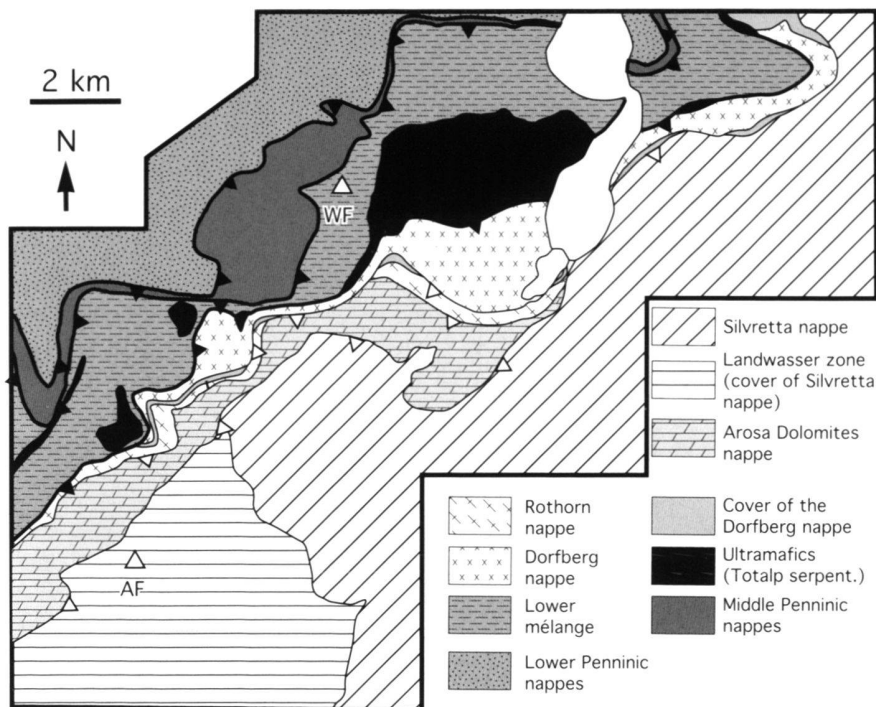 2 km
N
WF
AF
Silvretta nappe
Landwasser zone
(cover of Silvretta
nappe)
Arosa Dolomites
nappe
Rothorn
nappe
Dorfberg
nappe
Lower
mélange
Lower Penninic
nappes
Cover of the
Dorfberg nappe
Ultramafics
(Totalp serpent.)
Middle Penninic
nappes